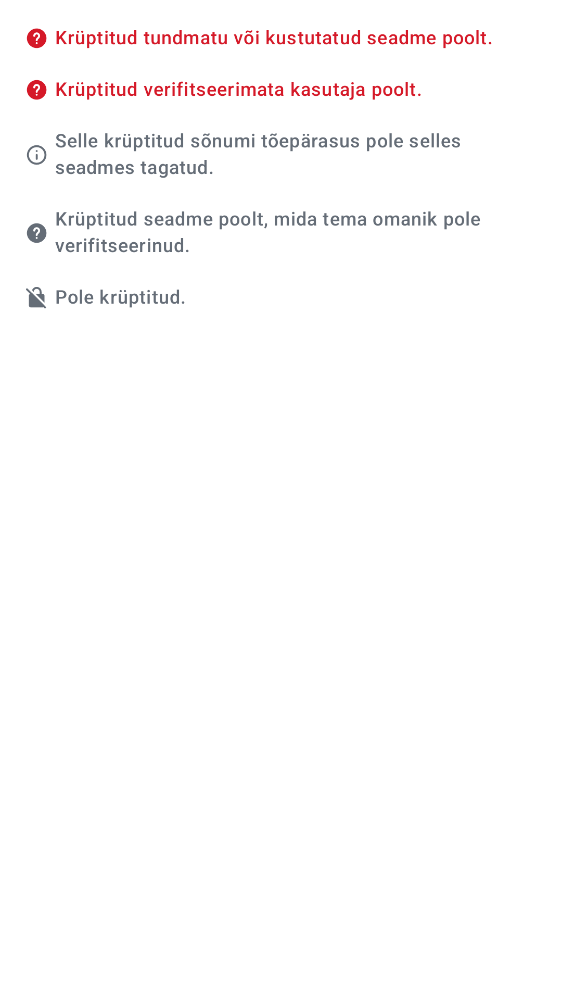 Krüptitud tundmatu või kustutatud seadme poolt.
Krüptitud verifitseerimata kasutaja poolt.
Selle krüptitud sõnumi tõepärasus pole selles
seadmes tagatud.
Krüptitud seadme poolt, mida tema omanik pole
verifitseerinud.
Pole krüptitud.